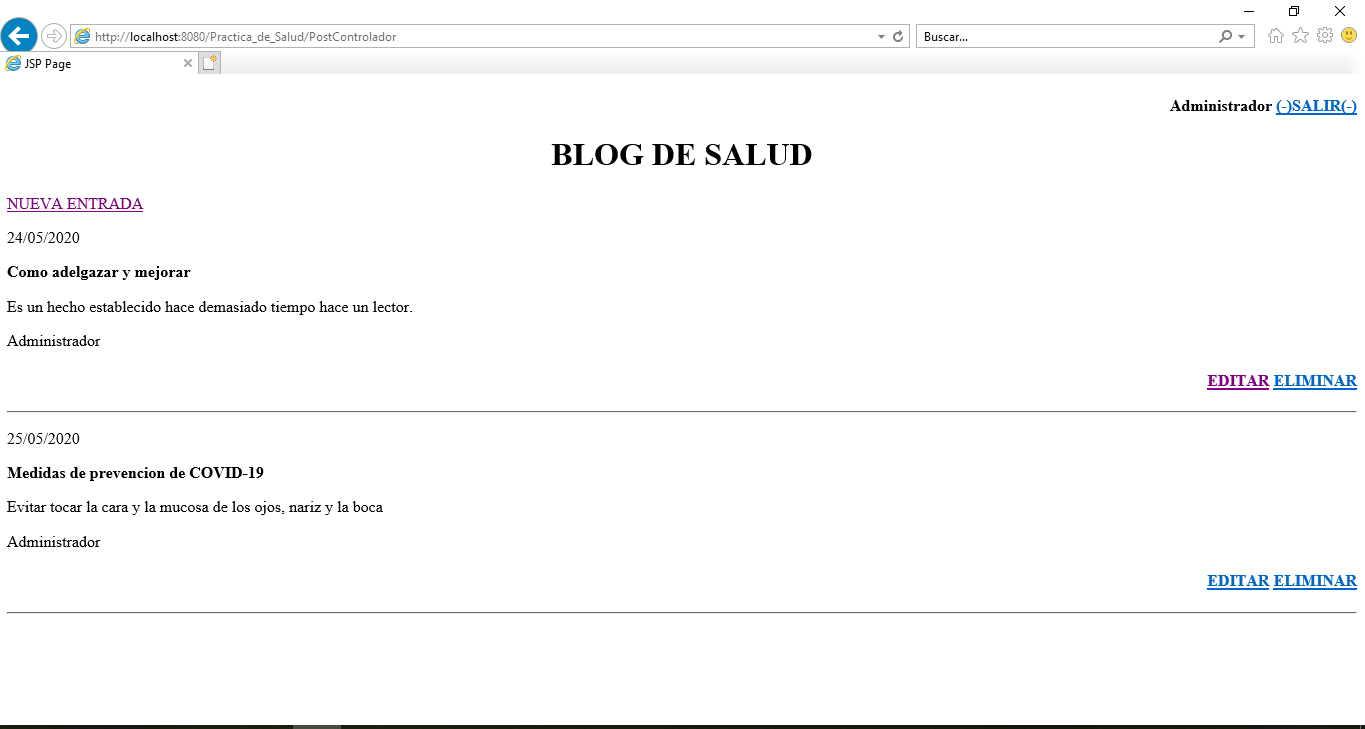 http://localhost:8080/Practica_de_Salud/PostControlador
Buscar...
JSP Page
Administrador (-)SALIR(-)
BLOG DE SALUD
NUEVA ENTRADA
24/05/2020
Como adelgazar y mejorar
Es un hecho establecido hace demasiado tiempo hace un lector.
Administrador
EDITAR ELIMINAR
25/05/2020
Medidas de prevencion de COVID-19
Evitar tocar la cara y la mucosa de los ojos, nariz y la boca
Administrador
EDITAR ELIMINAR